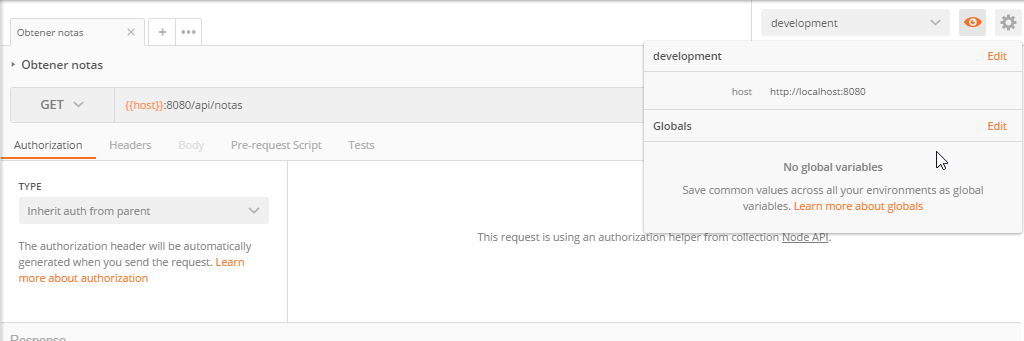 Obtener notas
development
Obtener notas
development
Edit
host http://localhost:8080
GET {{host}}:8080/api/notas
Globals
Edit
Authorization Headers Body Pre-request Script Tests
No global variables
Save common values across all your environments as global
variables. Learn more about globals
TYPE
Inherit auth from parent
The authorization header will be automatically
generated when you send the request. Learn
more about authorization
This request is using an authorization helper from collection Node API.
Response